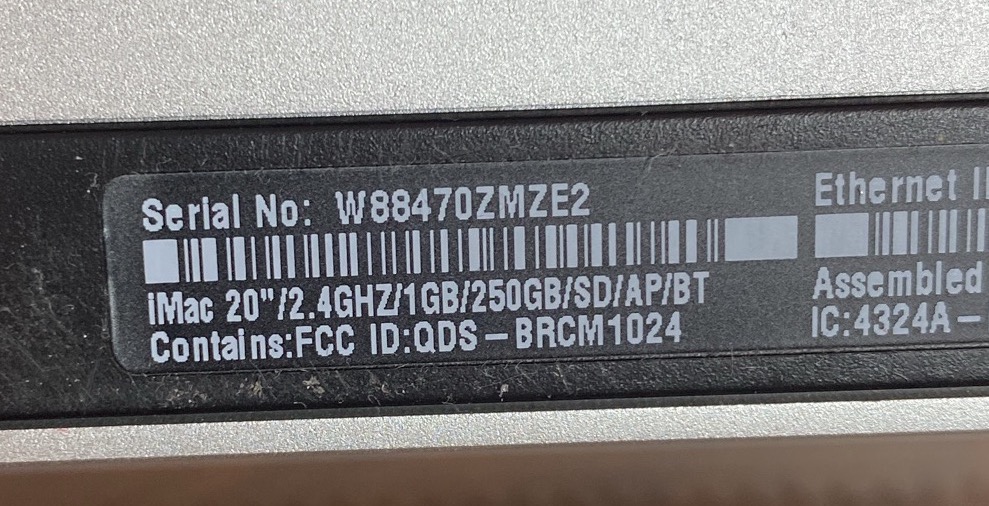 Serial No: W88470ZMZE2
iMac 20"/2.4GHZ/1GB/250GB/SD/AP/BT
Contains:FCC ID:QDS-BRCM1024
Ethernet
Assembled
IC:4324A-